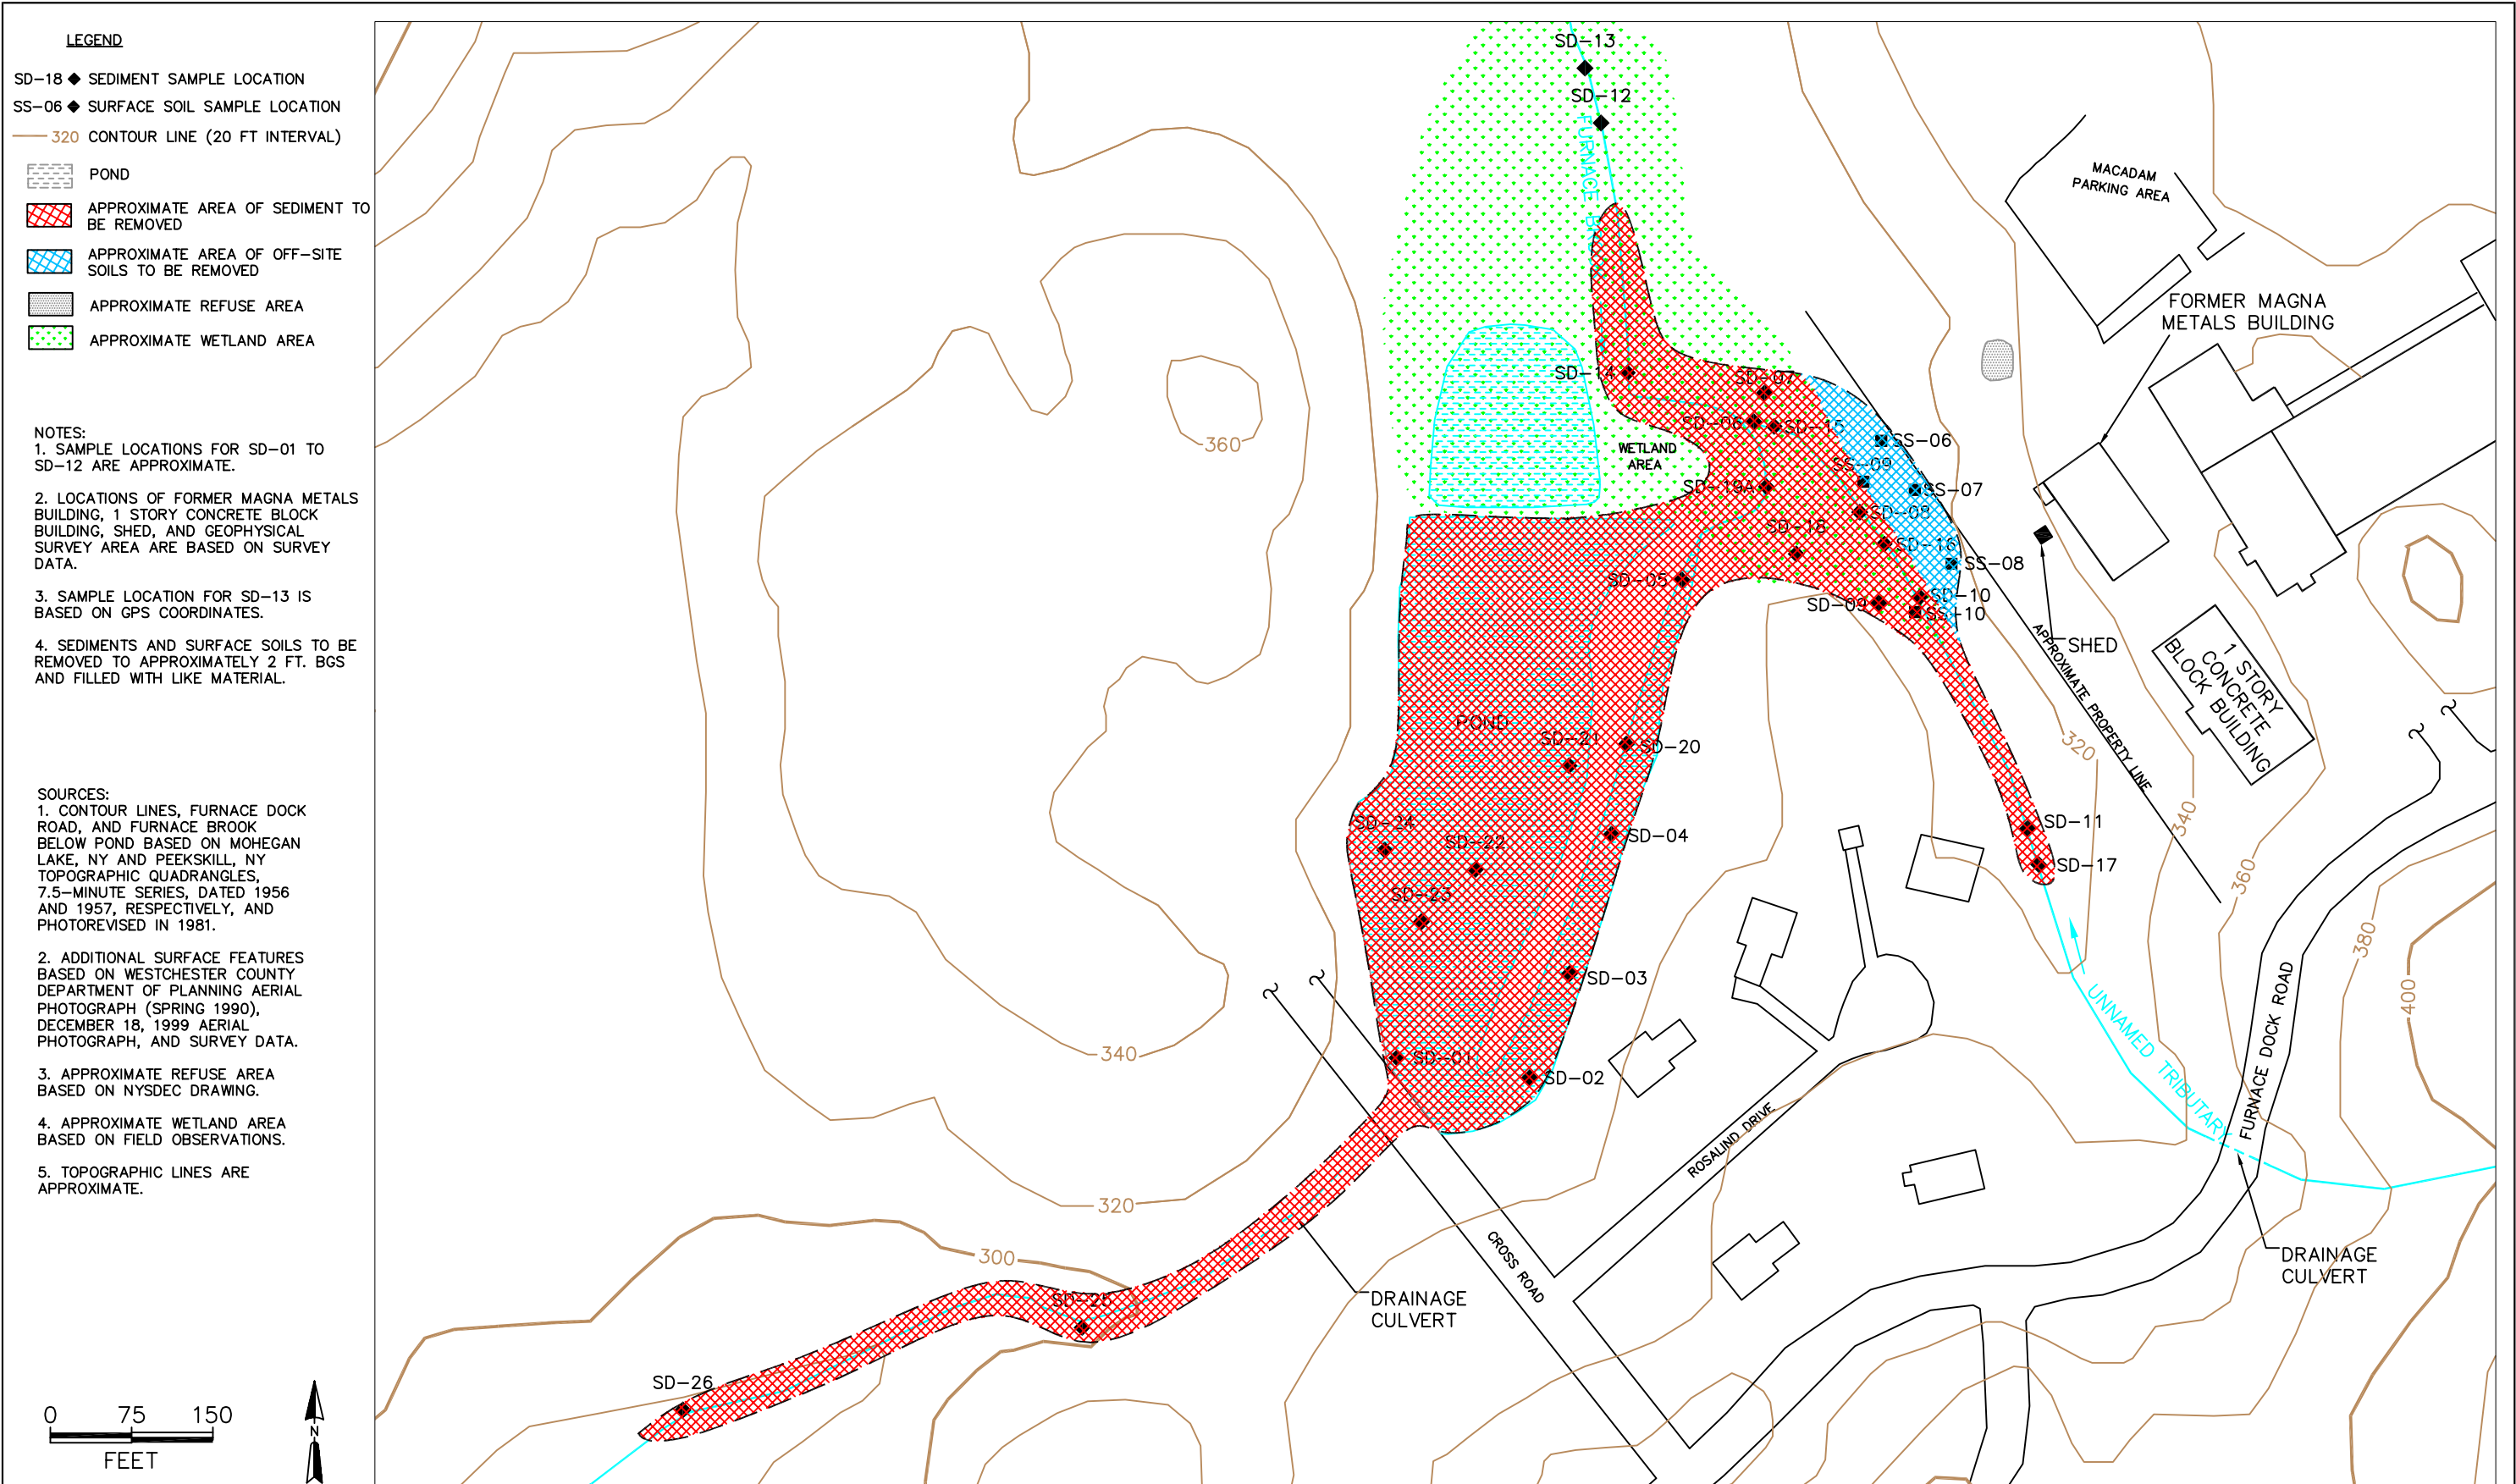 LEGEND
SD-18 ◆ SEDIMENT SAMPLE LOCATION
SS-06 ◆ SURFACE SOIL SAMPLE LOCATION
320 CONTOUR LINE (20 FT INTERVAL)
POND
APPROXIMATE AREA OF SEDIMENT TO
BE REMOVED
APPROXIMATE AREA OF OFF-SITE
SOILS TO BE REMOVED
APPROXIMATE REFUSE AREA
APPROXIMATE WETLAND AREA
NOTES:
1. SAMPLE LOCATIONS FOR SD-01 TO
SD-12 ARE APPROXIMATE.
2. LOCATIONS OF FORMER MAGNA METALS
BUILDING, 1 STORY CONCRETE BLOCK
BUILDING, SHED, AND GEOPHYSICAL
SURVEY AREA ARE BASED ON SURVEY
DATA.
3. SAMPLE LOCATION FOR SD-13 IS
BASED ON GPS COORDINATES.
4. SEDIMENTS AND SURFACE SOILS TO BE
REMOVED TO APPROXIMATELY 2 FT. BGS
AND FILLED WITH LIKE MATERIAL.
SOURCES:
1. CONTOUR LINES, FURNACE DOCK
ROAD, AND FURNACE BROOK
BELOW POND BASED ON MOHEGAN
LAKE, NY AND PEEKSKILL, NY
TOPOGRAPHIC QUADRANGLES,
7.5-MINUTE SERIES, DATED 1956
AND 1957, RESPECTIVELY, AND
PHOTOREVISED IN 1981.
2. ADDITIONAL SURFACE FEATURES
BASED ON WESTCHESTER COUNTY
DEPARTMENT OF PLANNING AERIAL
PHOTOGRAPH (SPRING 1990),
DECEMBER 18, 1999 AERIAL
PHOTOGRAPH, AND SURVEY DATA.
3. APPROXIMATE REFUSE AREA
BASED ON NYSDEC DRAWING.
4. APPROXIMATE WETLAND AREA
BASED ON FIELD OBSERVATIONS.
5. TOPOGRAPHIC LINES ARE
APPROXIMATE.
0 75 150
FEET
N
SD-13
SD-12
FURNACE
MACADAM
PARKING AREA
FORMER MAGNA
METALS BUILDING
SD-14
SD-07
SD-06
SD-15
SS-06
360
WETLAND
AREA
SS-09
SD-19A
SS-07
SD-08
SD-18
SD-16
SS-08
SD-05
SD-09
SD-10
SS-10
SHED
APPROXIMATE PROPERTY LINE
1 STORY
CONCRETE
BLOCK BUILDING
POND
SD-21
SD-20
320
SD-24
SD-22
SD-04
SD-11
340
SD-17
360
SD-23
380
SD-03
400
UNNAMED TRIBUTARY
FURNACE DOCK ROAD
340
SD-01
SD-02
ROSALIND DRIVE
320
300
CROSS ROAD
DRAINAGE
CULVERT
DRAINAGE
CULVERT
SD-25
SD-26